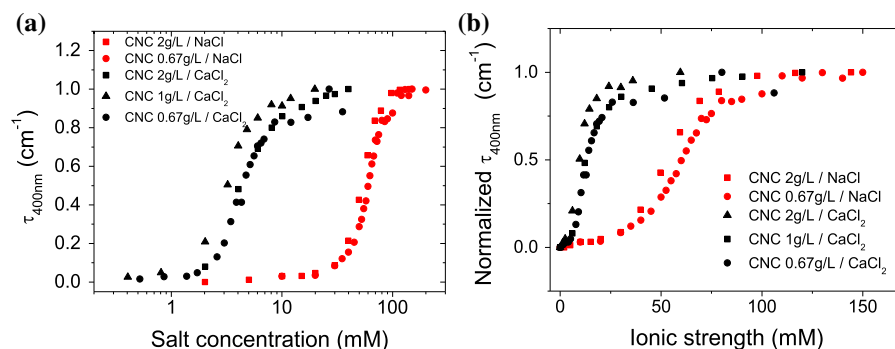 (a)
1.0
0.8
0.6
0.4
0.2
0.0
τ400nm (cm-1)
CNC 2g/L / NaCl
CNC 0.67g/L / NaCl
CNC 2g/L / CaCl2
CNC 1g/L / CaCl2
CNC 0.67g/L / CaCl2
1
10
100
Salt concentration (mM)
(b)
1.0
0.5
0.0
Normalized τ400nm (cm-1)
CNC 2g/L / NaCl
CNC 0.67g/L / NaCl
CNC 2g/L / CaCl2
CNC 1g/L / CaCl2
CNC 0.67g/L / CaCl2
0
50
100
150
Ionic strength (mM)